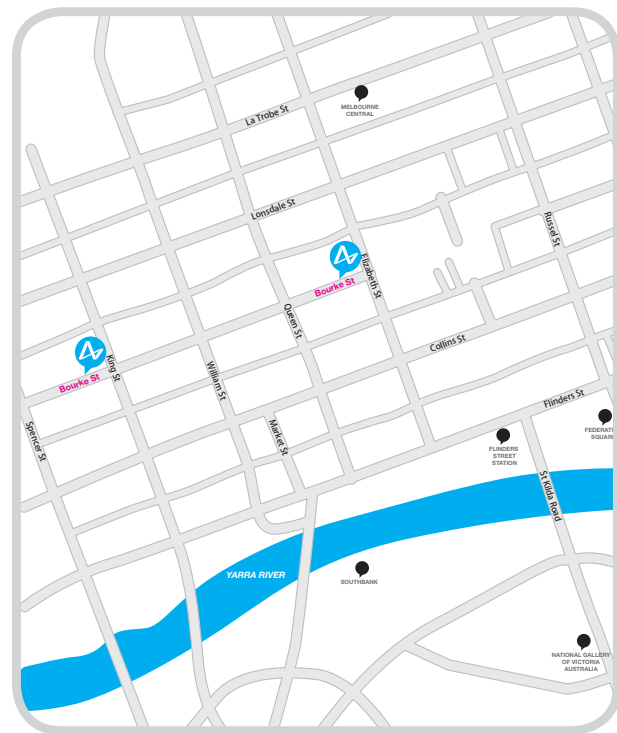 La Trobe St
MELBOURNE
CENTRAL
Lonsdale St
Russel St
Elizabeth St
Bourke St
Queen St
Collins St
King St
William St
Bourke St
Flinders St
Market St
Spencer St
FEDERATI
SQUAR
FLINDERS
STREET
STATION
St Kilda Road
YARRA RIVER
SOUTHBANK
NATIONAL GALLERY
OF VICTORIA
AUSTRALIA